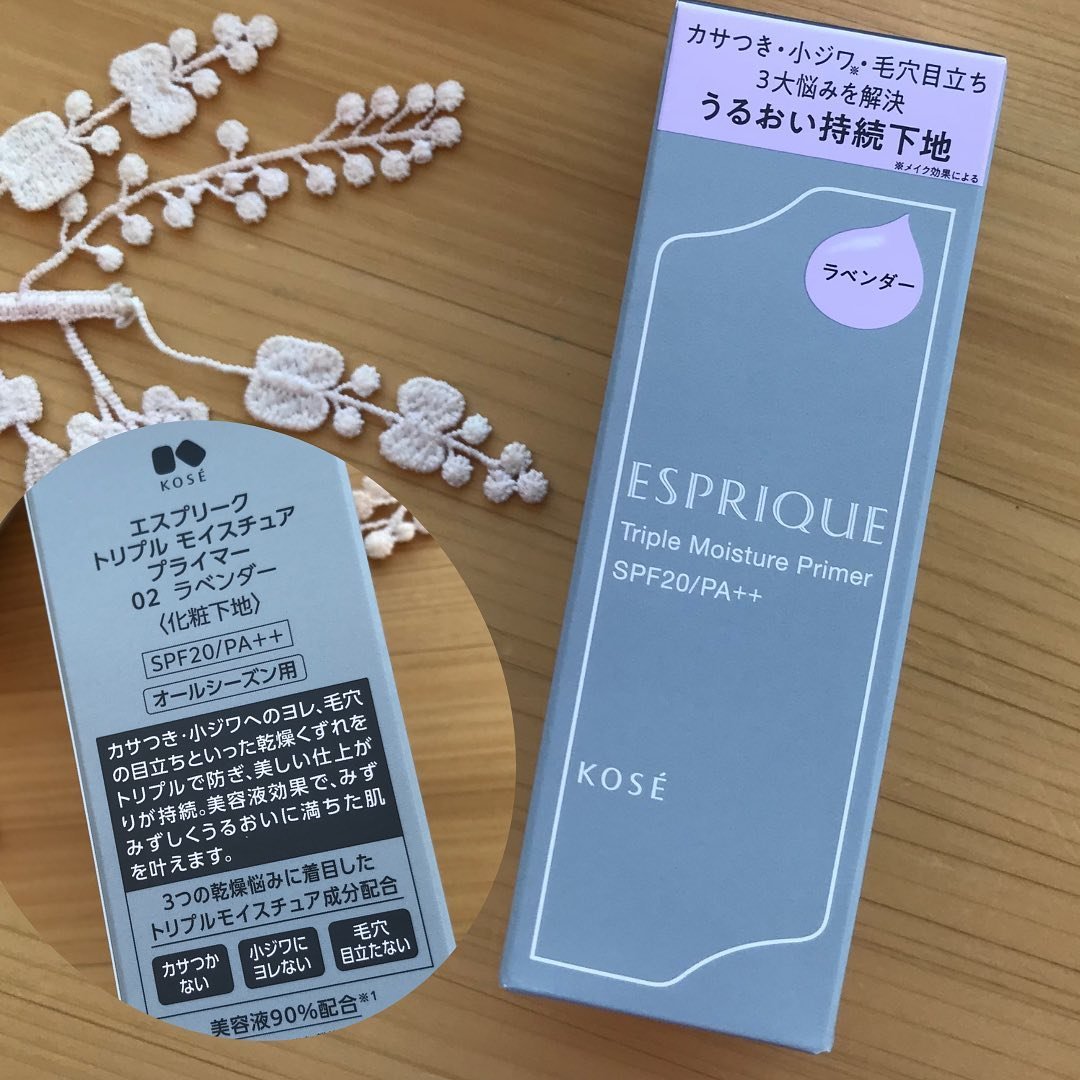 カサつき・小ジワ※・毛穴目立ち
3大悩みを解決
うるおい持続下地
※メイク効果による
ラベンダー
ESPRIQUE
Triple Moisture Primer
SPF20/PA++
KOSÉ
KOSÉ
エスプリーク
トリプル モイスチュア
プライマー
02 ラベンダー
〈化粧下地〉
SPF20/PA++
オールシーズン用
カサつき・小ジワへのヨレ、毛穴
の目立ちといった乾燥くずれを
トリプルで防ぎ、美しい仕上が
りが持続。美容液効果で、みず
みずしくうるおいに満ちた肌
を叶えます。
3つの乾燥悩みに着目した
トリプルモイスチュア成分配合
カサつか
ない
小ジワに
ヨレない
毛穴
目立たない
美容液90%配合※1